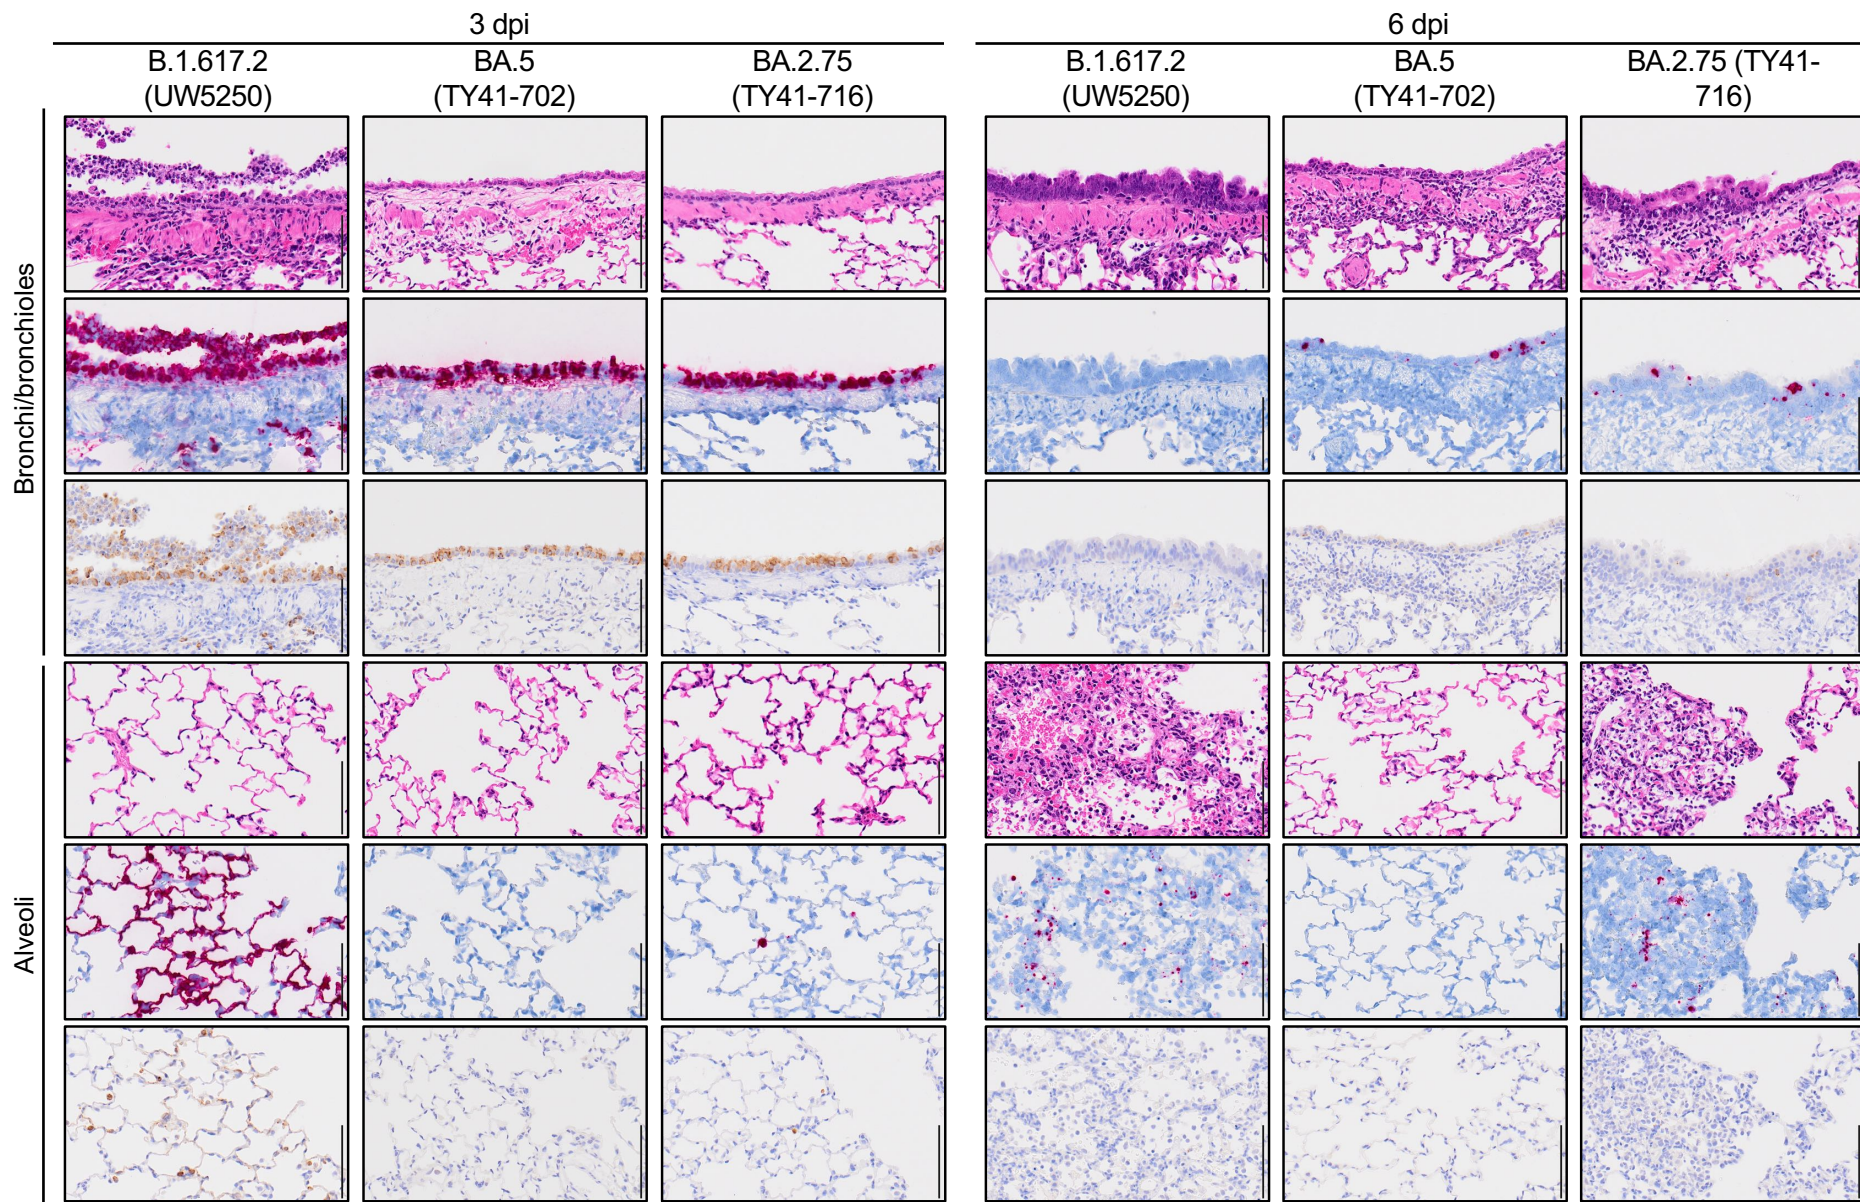 3 dpi
6 dpi
B.1.617.2
(UW5250)
BA.5
(TY41-702)
BA.2.75
(TY41-716)
B.1.617.2
(UW5250)
BA.5
(TY41-702)
BA.2.75 (TY41-
716)
Bronchi/bronchioles
Alveoli